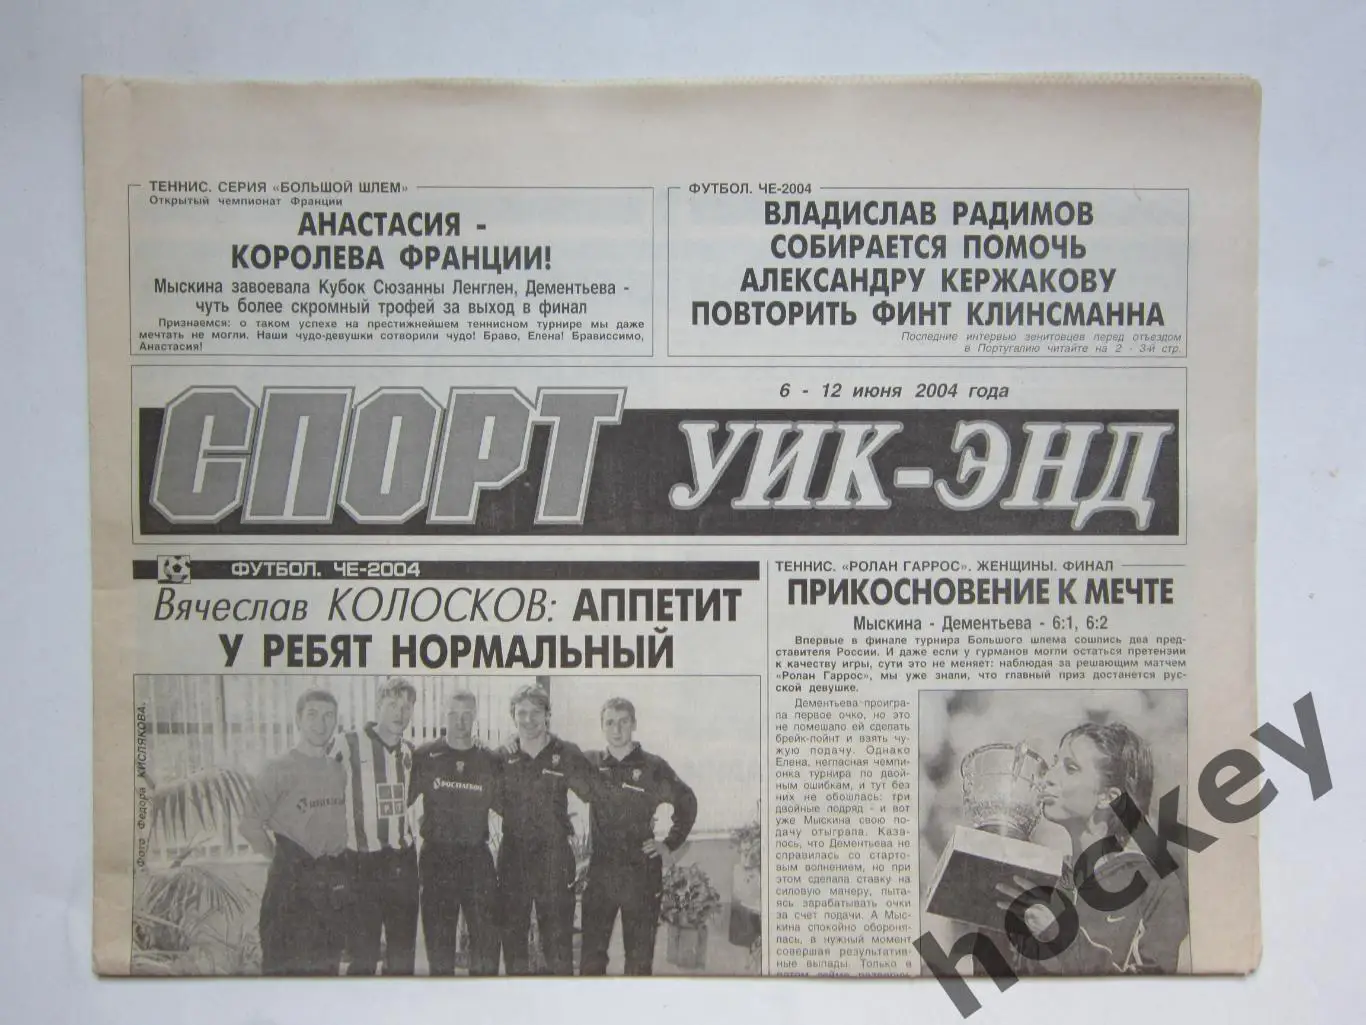 ТЕННИС. СЕРИЯ «БОЛЬШОЙ ШЛЕМ»
Открытый чемпионат Франции
АНАСТАСИЯ -
КОРОЛЕВА ФРАНЦИИ!
Мыскина завоевала Кубок Сюзанны Ленглен, Дементьева -
чуть более скромный трофей за выход в финал
Признаемся: о таком успехе на престижнейшем теннисном турнире мы даже
мечтать не могли. Наши чудо-девушки сотворили чудо! Браво, Елена! Брависсимо,
Анастасия!
ФУТБОЛ. ЧЕ-2004
ВЛАДИСЛАВ РАДИМОВ
СОБИРАЕТСЯ ПОМОЧЬ
АЛЕКСАНДРУ КЕРЖАКОВУ
ПОВТОРИТЬ ФИНТ КЛИНСМАННА
Последние интервью зенитовцев перед отъездом
в Португалию читайте на 2 - 3-й стр.
6 - 12 июня 2004 года
СПОРТ УИК-ЭНД
ФУТБОЛ. ЧЕ-2004
Вячеслав КОЛОСКОВ: АППЕТИТ
У РЕБЯТ НОРМАЛЬНЫЙ
Фото Федора КИСЛЯКОВА.
РОСТЕЛЕКОМ
ТЕННИС. «РОЛАН ГАРРОС». ЖЕНЩИНЫ. ФИНАЛ
ПРИКОСНОВЕНИЕ К МЕЧТЕ
Мыскина - Дементьева - 6:1, 6:2
Впервые в финале турнира Большого шлема сошлись два пред-
ставителя России. И даже если у гурманов могли остаться претензии
к качеству игры, сути это не меняет: наблюдая за решающим матчем
«Ролан Гаррос», мы уже знали, что главный приз достанется рус-
ской девушке.
Дементьева проигра-
ла первое очко, но это
не помешало ей сделать
брейк-пойнт и взять чу-
жую подачу. Однако
Елена, негласная чемпи-
онка турнира по двой-
ным ошибкам, и тут без
них не обошлась: три
двойные подряд - и вот
уже Мыскина свою по-
дачу отыграла. Каза-
лось, что Дементьева не
справилась со старто-
вым волнением, но при
этом сделала ставку на
силовую манеру, пыта-
ясь зарабатывать очки
за счет подачи. А Мыс-
кина спокойно оборони-
лась, в нужный момент
совершая результатив-
ные выпады. Только в
hockey